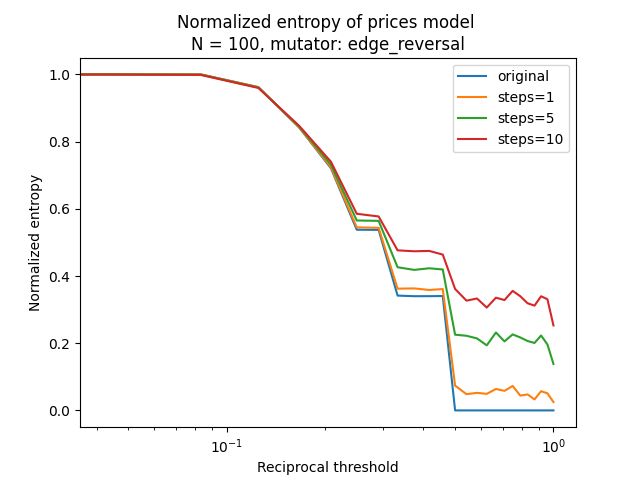 Normalized entropy of prices model
N = 100, mutator: edge_reversal
original
steps=1
steps=5
steps=10
1.0
0.8
0.6
0.4
0.2
0.0
Normalized entropy
10⁻¹ 10⁰
Reciprocal threshold